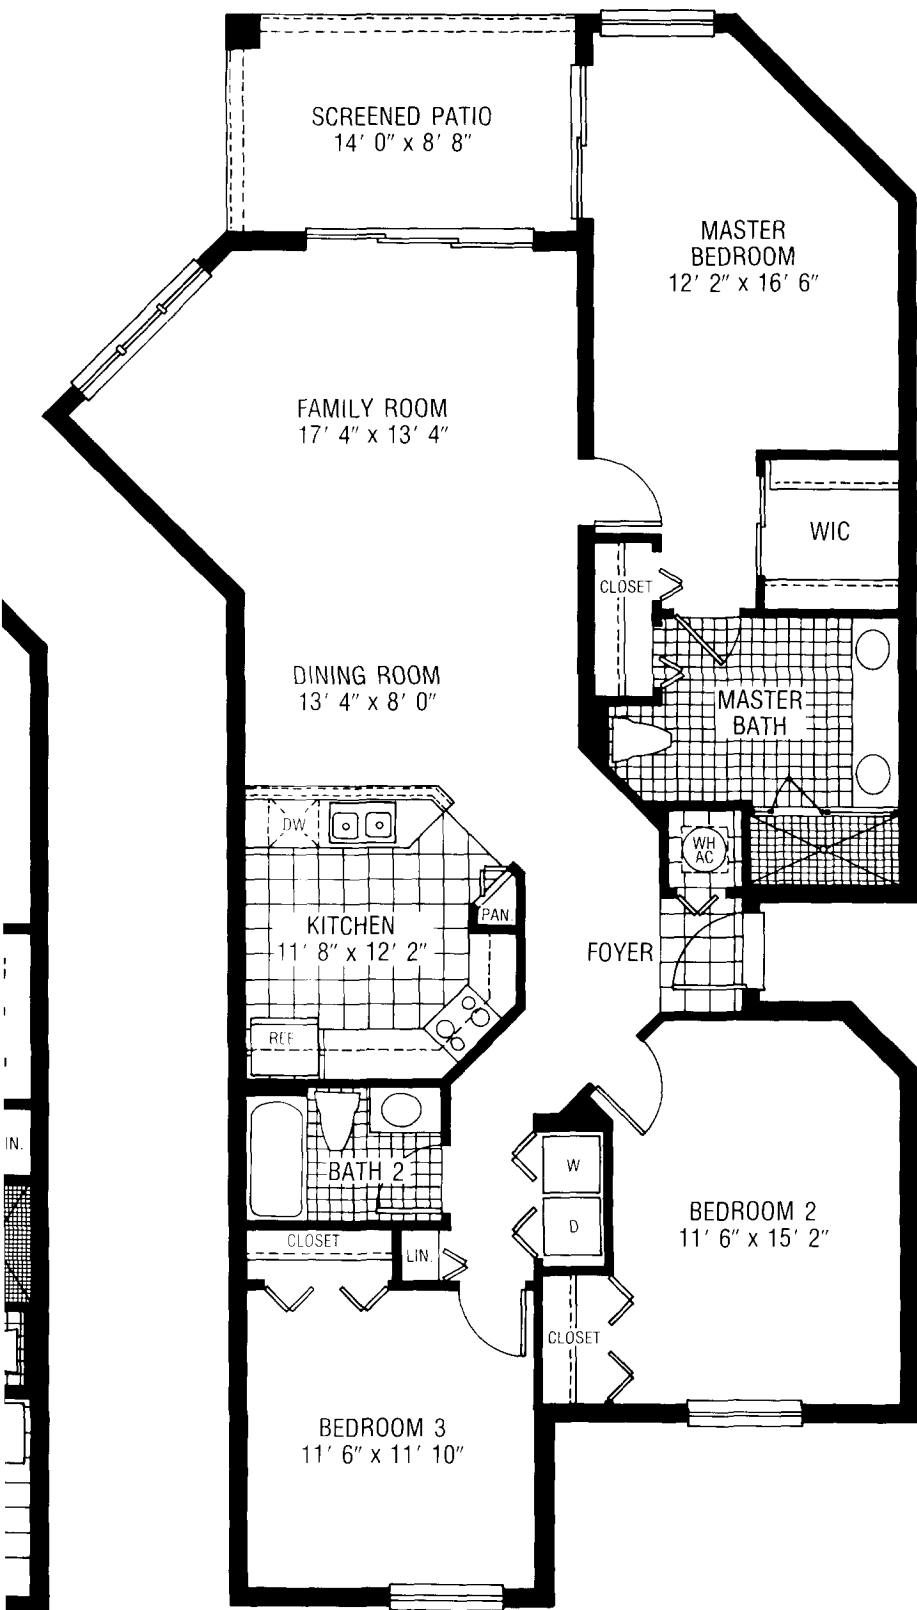 SCREENED PATIO
14' 0" x 8' 8"
MASTER
BEDROOM
12' 2" x 16' 6"
FAMILY ROOM
17' 4" x 13' 4"
WIC
CLOSET
DINING ROOM
13' 4" x 8' 0"
MASTER
BATH
DW
WH
AC
PAN.
KITCHEN
11' 8" x 12' 2"
FOYER
REF
IN.
BATH 2
W
D
BEDROOM 2
11' 6" x 15' 2"
CLOSET
LIN.
CLOSET
BEDROOM 3
11' 6" x 11' 10"